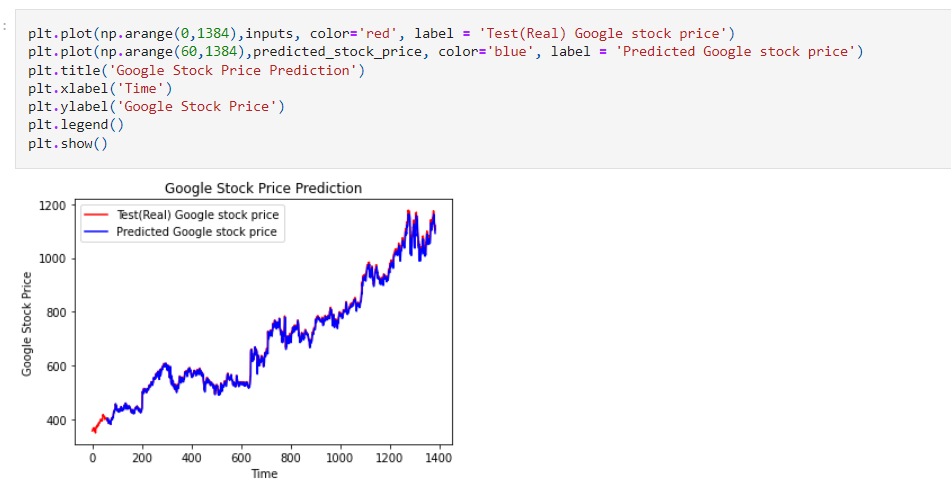 :
plt.plot(np.arange(0,1384),inputs, color='red', label = 'Test(Real) Google stock price')
plt.plot(np.arange(60,1384),predicted_stock_price, color='blue', label = 'Predicted Google stock price')
plt.title('Google Stock Price Prediction')
plt.xlabel('Time')
plt.ylabel('Google Stock Price')
plt.legend()
plt.show()
Google Stock Price Prediction
Test(Real) Google stock price
Predicted Google stock price
Google Stock Price
1200
1000
800
600
400
0 200 400 600 800 1000 1200 1400
Time